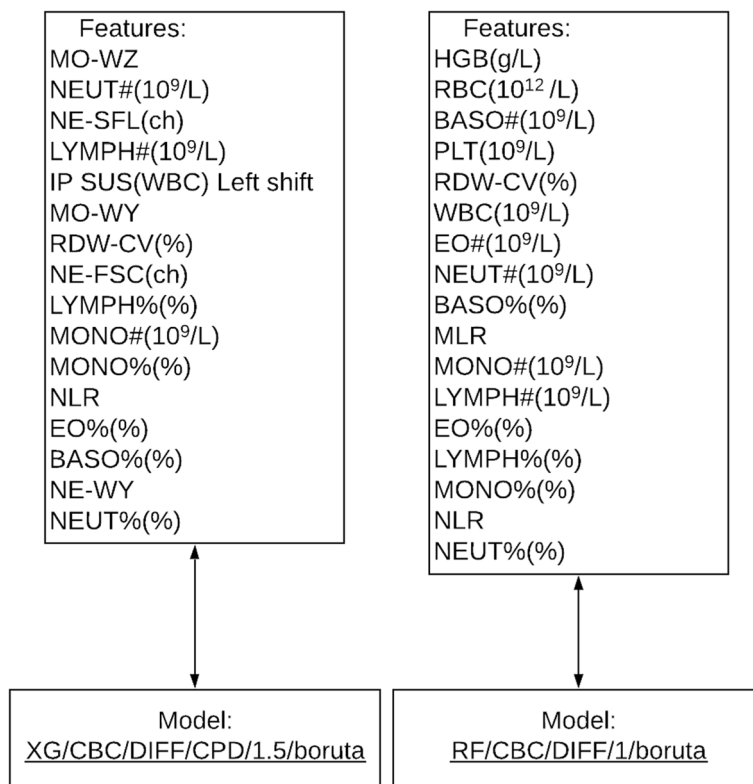 Features:
MO-WZ
NEUT#(10⁹/L)
NE-SFL(ch)
LYMPH#(10⁹/L)
IP SUS(WBC) Left shift
MO-WY
RDW-CV(%)
NE-FSC(ch)
LYMPH%(%)
MONO#(10⁹/L)
MONO%(%)
NLR
EO%(%)
BASO%(%)
NE-WY
NEUT%(%)
Model:
XG/CBC/DIFF/CPD/1.5/boruta
Features:
HGB(g/L)
RBC(10¹² /L)
BASO#(10⁹/L)
PLT(10⁹/L)
RDW-CV(%)
WBC(10⁹/L)
EO#(10⁹/L)
NEUT#(10⁹/L)
BASO%(%)
MLR
MONO#(10⁹/L)
LYMPH#(10⁹/L)
EO%(%)
LYMPH%(%)
MONO%(%)
NLR
NEUT%(%)
Model:
RF/CBC/DIFF/1/boruta